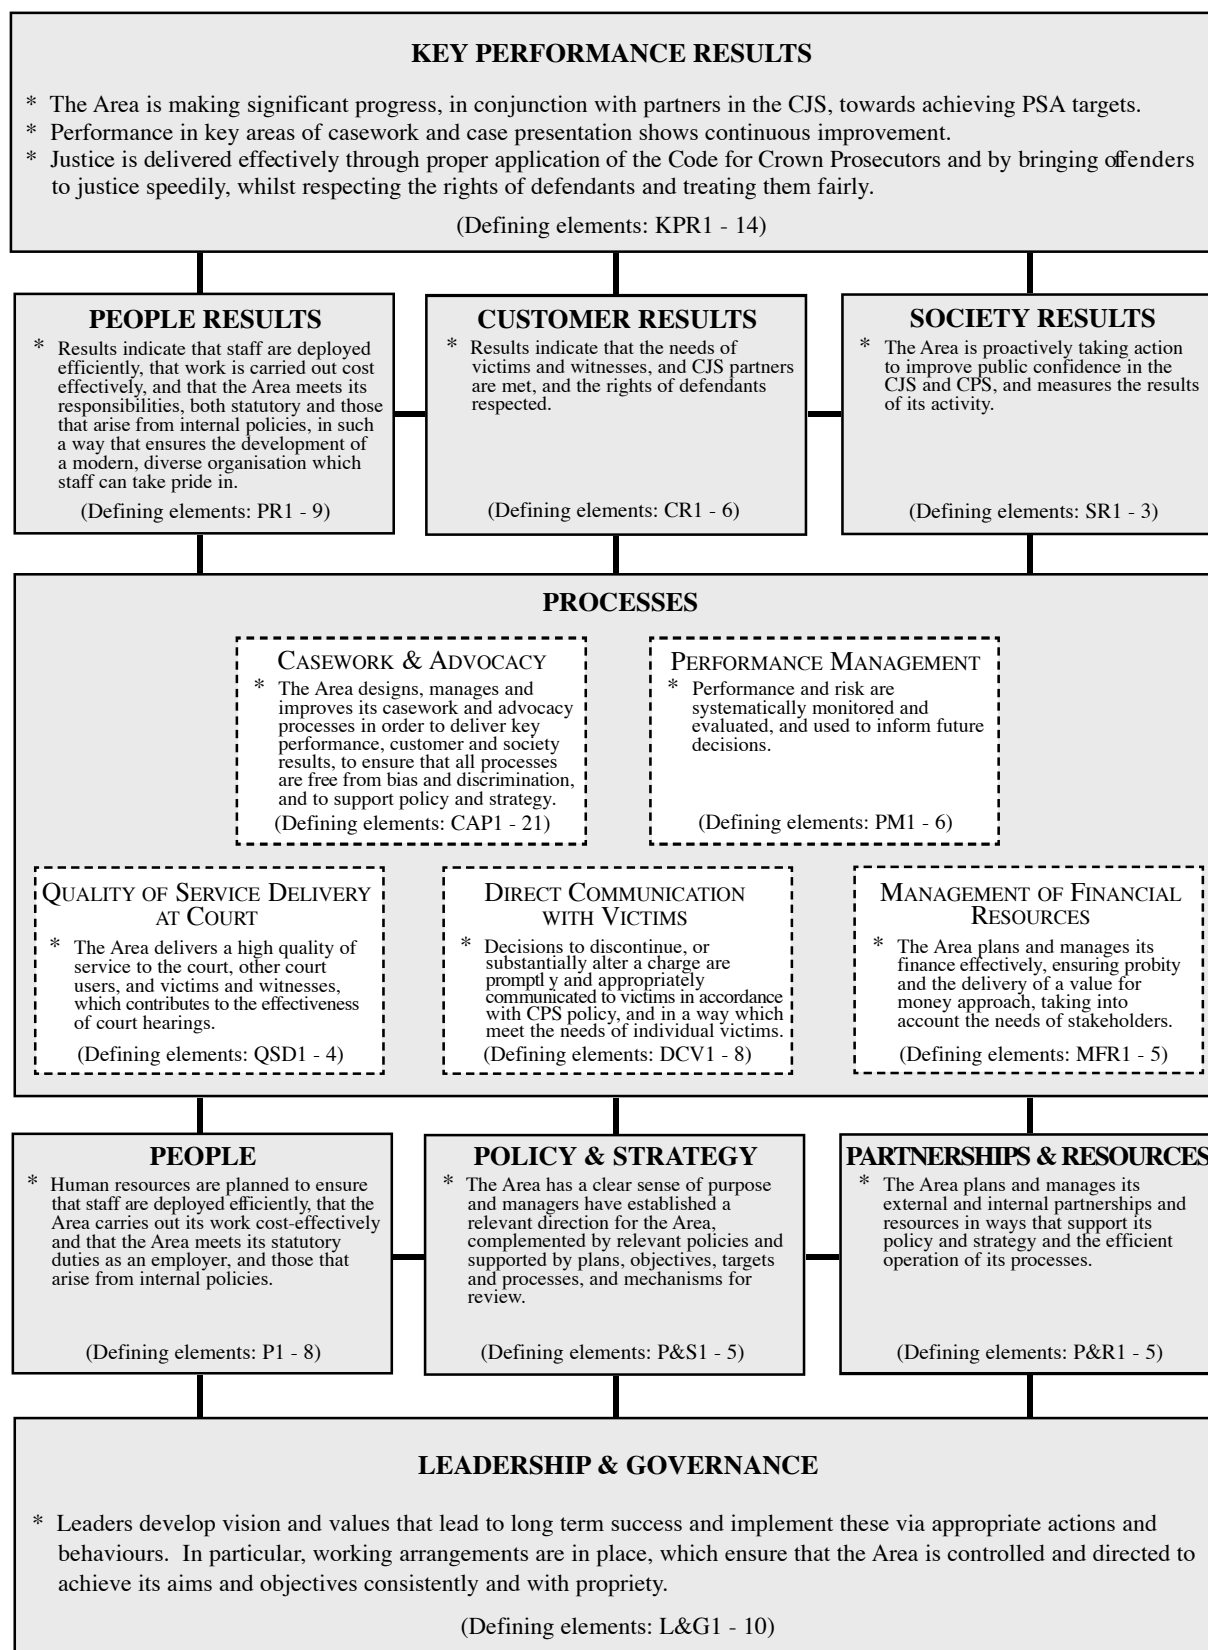 KEY PERFORMANCE RESULTS
* The Area is making significant progress, in conjunction with partners in the CJS, towards achieving PSA targets.
* Performance in key areas of casework and case presentation shows continuous improvement.
* Justice is delivered effectively through proper application of the Code for Crown Prosecutors and by bringing offenders
to justice speedily, whilst respecting the rights of defendants and treating them fairly.
(Defining elements: KPR1 - 14)
PEOPLE RESULTS
* Results indicate that staff are deployed
efficiently, that work is carried out cost
effectively, and that the Area meets its
responsibilities, both statutory and those
that arise from internal policies, in such
a way that ensures the development of
a modern, diverse organisation which
staff can take pride in.
(Defining elements: PR1 - 9)
CUSTOMER RESULTS
* Results indicate that the needs of
victims and witnesses, and CJS partners
are met, and the rights of defendants
respected.
(Defining elements: CR1 - 6)
SOCIETY RESULTS
* The Area is proactively taking action
to improve public confidence in the
CJS and CPS, and measures the results
of its activity.
(Defining elements: SR1 - 3)
PROCESSES
CASEWORK & ADVOCACY
* The Area designs, manages and
improves its casework and advocacy
processes in order to deliver key
performance, customer and society
results, to ensure that all processes
are free from bias and discrimination,
and to support policy and strategy.
(Defining elements: CAP1 - 21)
PERFORMANCE MANAGEMENT
* Performance and risk are
systematically monitored and
evaluated, and used to inform future
decisions.
(Defining elements: PM1 - 6)
QUALITY OF SERVICE DELIVERY
AT COURT
* The Area delivers a high quality of
service to the court, other court
users, and victims and witnesses,
which contributes to the effectiveness
of court hearings.
(Defining elements: QSD1 - 4)
DIRECT COMMUNICATION
WITH VICTIMS
* Decisions to discontinue, or
substantially alter a charge are
promptl y and appropriately
communicated to victims in accordance
with CPS policy, and in a way which
meet the needs of individual victims.
(Defining elements: DCV1 - 8)
MANAGEMENT OF FINANCIAL
RESOURCES
* The Area plans and manages its
finance effectively, ensuring probity
and the delivery of a value for
money approach, taking into
account the needs of stakeholders.
(Defining elements: MFR1 - 5)
PEOPLE
* Human resources are planned to ensure
that staff are deployed efficiently, that the
Area carries out its work cost-effectively
and that the Area meets its statutory
duties as an employer, and those that
arise from internal policies.
(Defining elements: P1 - 8)
POLICY & STRATEGY
* The Area has a clear sense of purpose
and managers have established a
relevant direction for the Area,
complemented by relevant policies and
supported by plans, objectives, targets
and processes, and mechanisms for
review.
(Defining elements: P&S1 - 5)
PARTNERSHIPS & RESOURCES
* The Area plans and manages its
external and internal partnerships and
resources in ways that support its
policy and strategy and the efficient
operation of its processes.
(Defining elements: P&R1 - 5)
LEADERSHIP & GOVERNANCE
* Leaders develop vision and values that lead to long term success and implement these via appropriate actions and
behaviours. In particular, working arrangements are in place, which ensure that the Area is controlled and directed to
achieve its aims and objectives consistently and with propriety.
(Defining elements: L&G1 - 10)